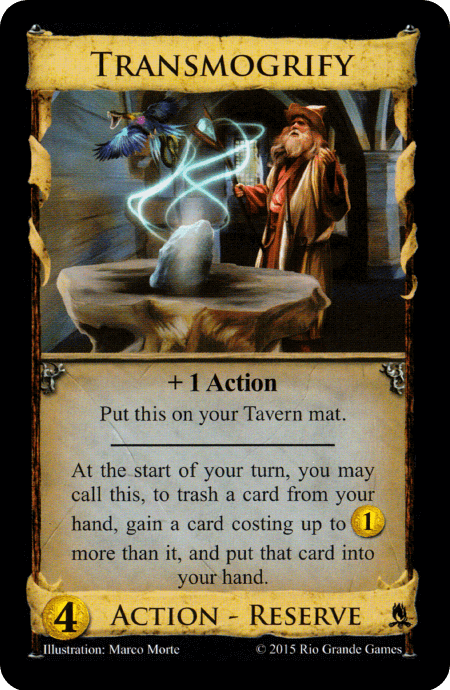 TRANSMOGRIFY
+ 1 Action
Put this on your Tavern mat.
At the start of your turn, you may
call this, to trash a card from your
hand, gain a card costing up to 1
more than it, and put that card into
your hand.
4 ACTION - RESERVE
Illustration: Marco Morte © 2015 Rio Grande Games